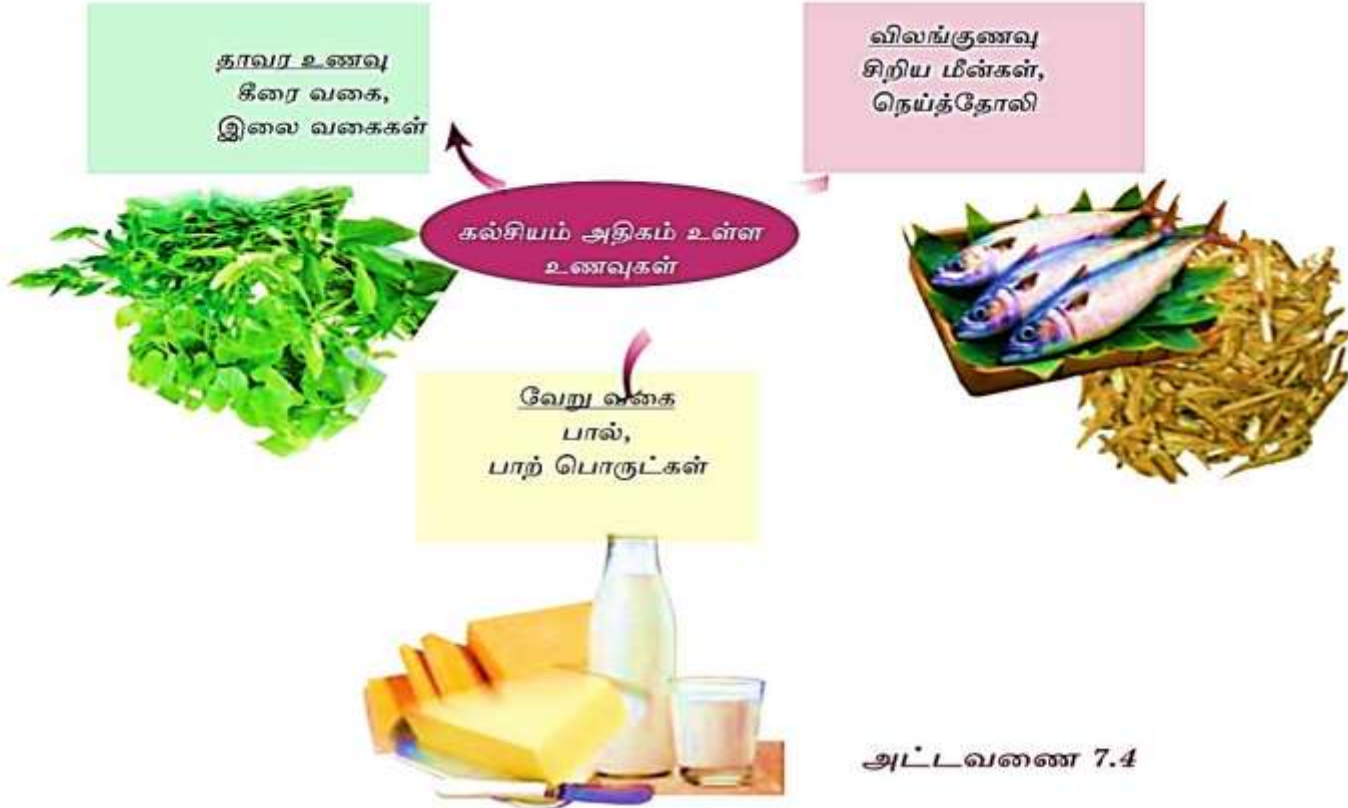 தாவர உணவு
கீரை வகை,
இலை வகைகள்
விலங்குணவு
சிறிய மீன்கள்,
நெய்த்தோலி
கல்சியம் அதிகம் உள்ள
உணவுகள்
வேறு வகை
பால்,
பாற் பொருட்கள்
அட்டவணை 7.4